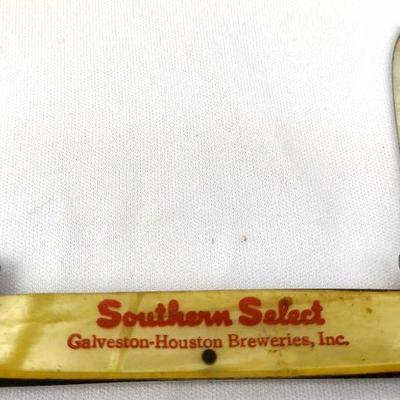 Southern Select
Galveston-Houston Breweries, Inc.